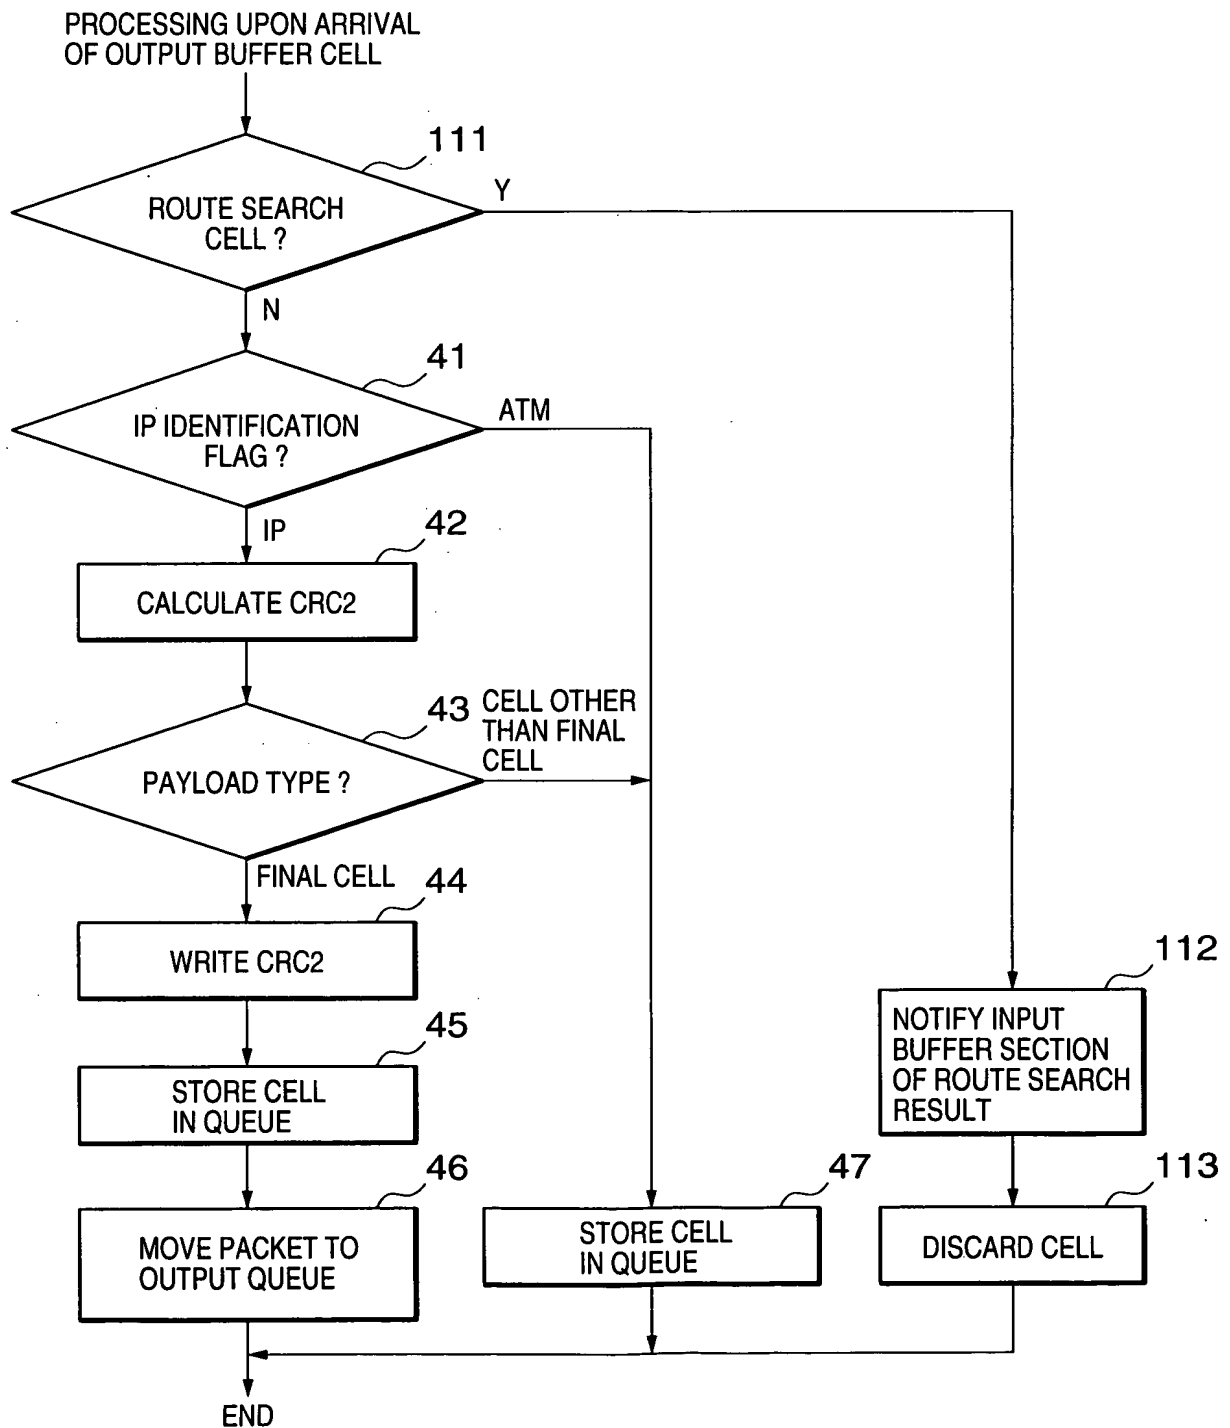 PROCESSING UPON ARRIVAL
OF OUTPUT BUFFER CELL
111
ROUTE SEARCH
CELL ?
Y
N
41
IP IDENTIFICATION
FLAG ?
ATM
IP
42
CALCULATE CRC2
43
PAYLOAD TYPE ?
CELL OTHER
THAN FINAL
CELL
FINAL CELL
44
WRITE CRC2
112
NOTIFY INPUT
BUFFER SECTION
OF ROUTE SEARCH
RESULT
45
STORE CELL
IN QUEUE
46
MOVE PACKET TO
OUTPUT QUEUE
47
STORE CELL
IN QUEUE
113
DISCARD CELL
END